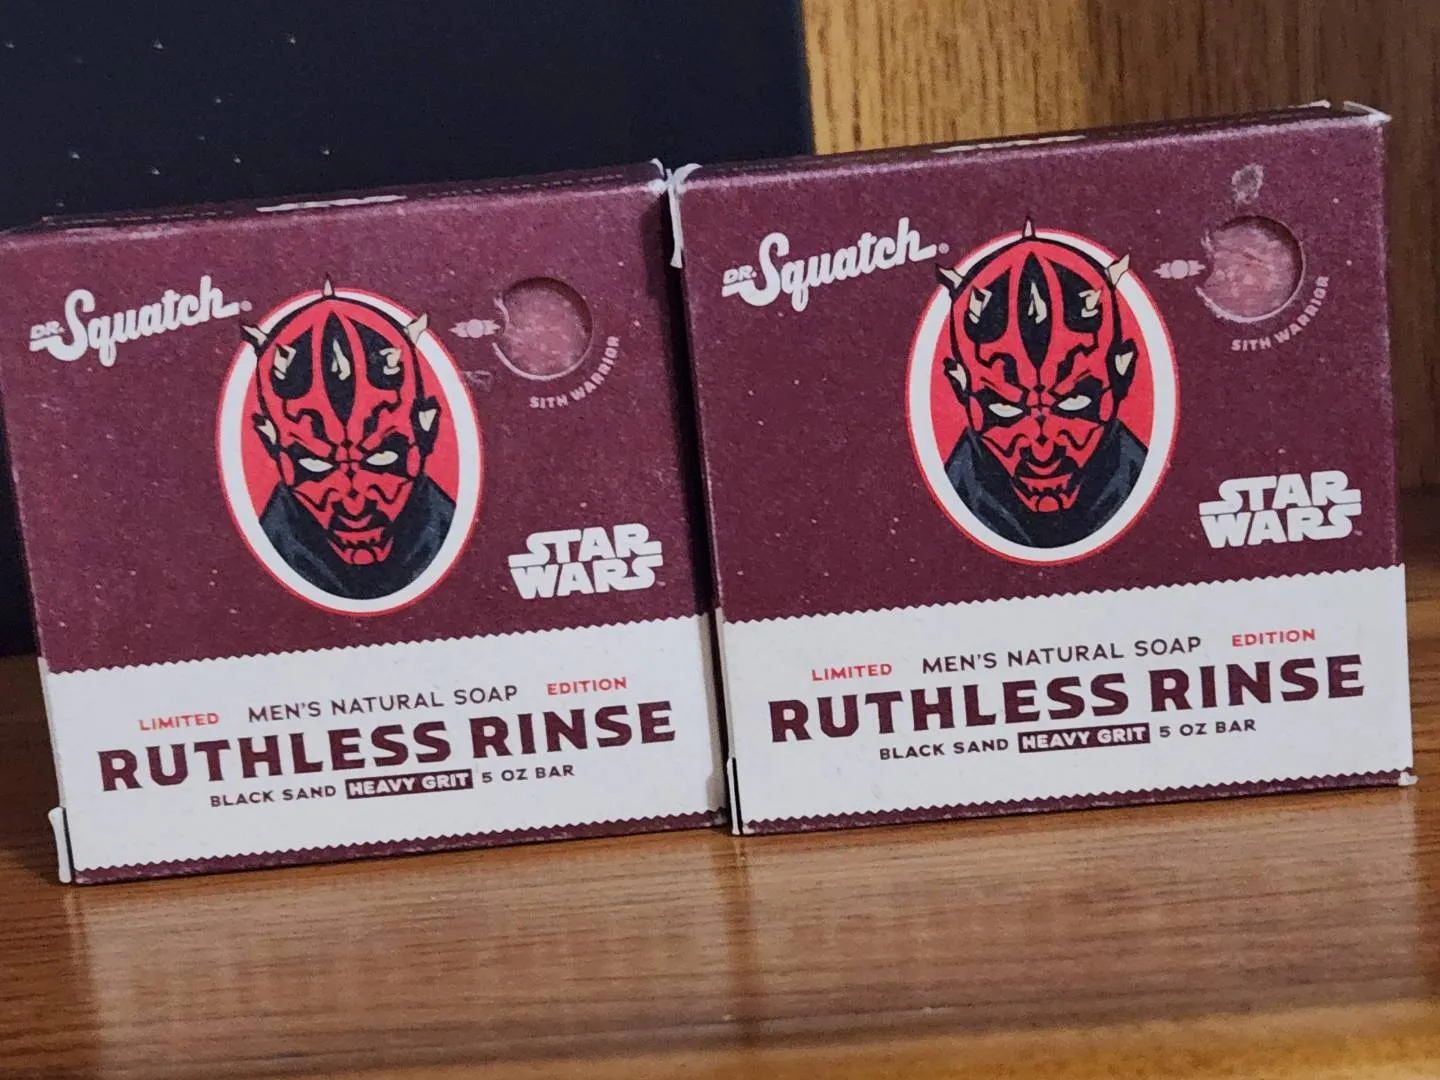 DR. Squatch®
SITH WARRIOR
STAR
WARS
LIMITED MEN'S NATURAL SOAP EDITION
RUTHLESS RINSE
BLACK SAND HEAVY GRIT 5 OZ BAR
DR. Squatch®
SITH WARRIOR
STAR
WARS
LIMITED MEN'S NATURAL SOAP EDITION
RUTHLESS RINSE
BLACK SAND HEAVY GRIT 5 OZ BAR